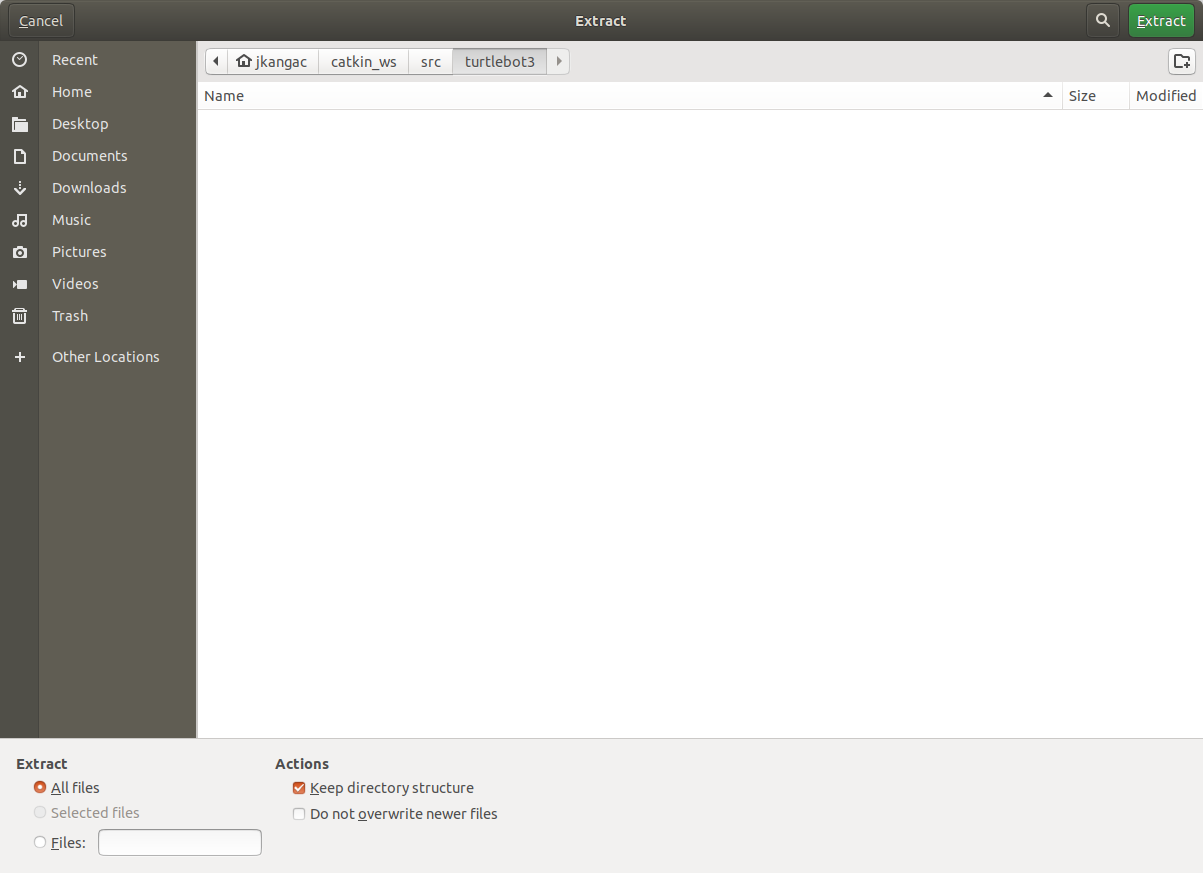 Cancel
Extract
Extract
Recent
Home
Desktop
Documents
Downloads
Music
Pictures
Videos
Trash
Other Locations
jkangac catkin_ws src turtlebot3
Name Size Modified
Extract
All files
Selected files
Files:
Actions
Keep directory structure
Do not overwrite newer files